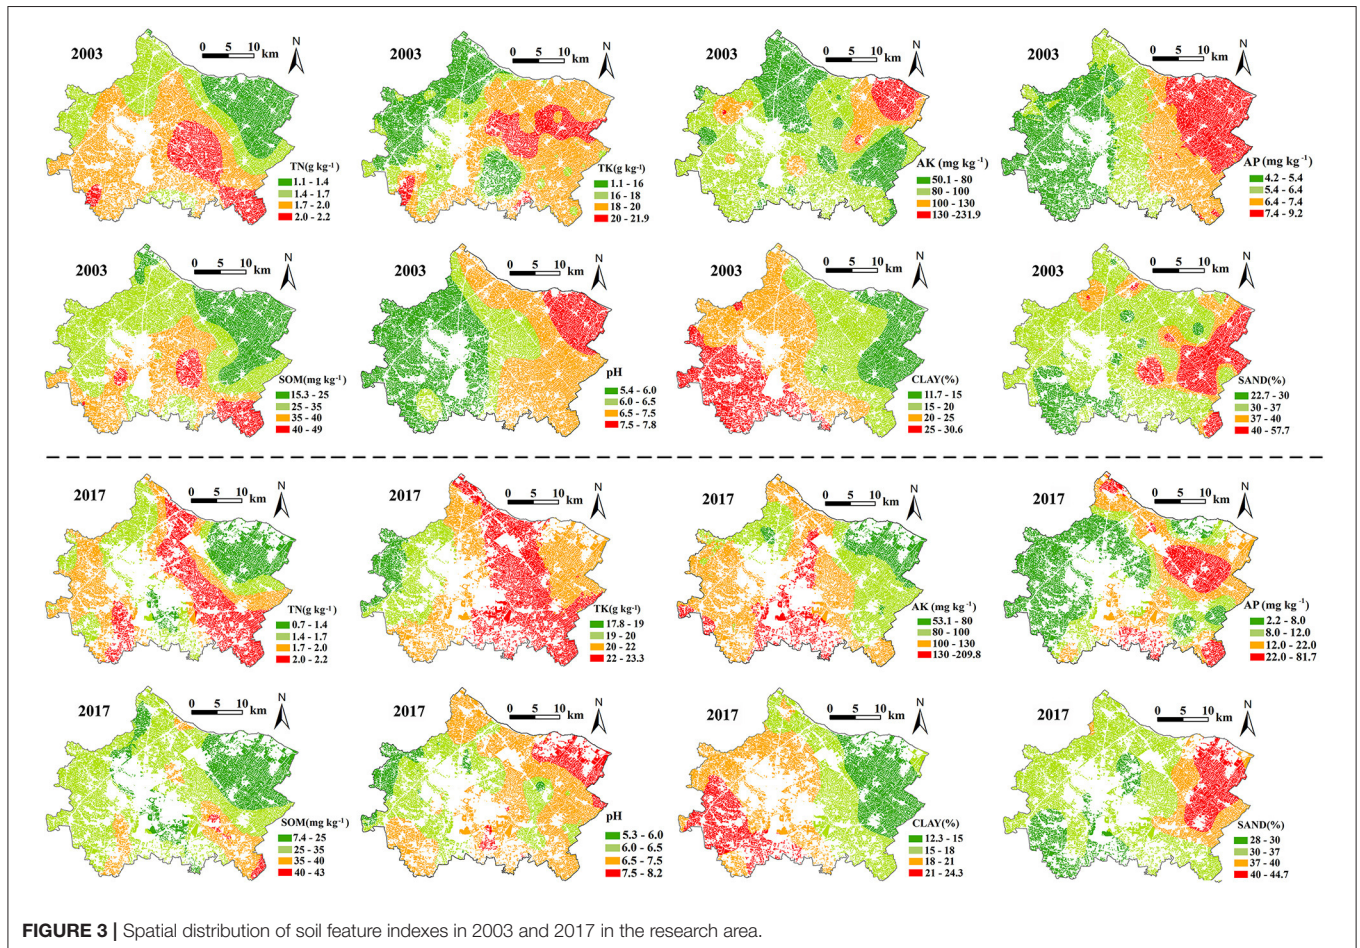 2003
0 5 10
km
N
TN(g kg-1)
1.1 - 1.4
1.4 - 1.7
1.7 - 2.0
2.0 - 2.2
2003
0 5 10
km
N
TK(g kg-1)
1.1 - 16
16 - 18
18 - 20
20 - 21.9
2003
0 5 10
km
N
AK (mg kg-1)
50.1 - 80
80 - 100
100 - 130
130 -231.9
2003
0 5 10
km
N
AP (mg kg-1)
4.2 - 5.4
5.4 - 6.4
6.4 - 7.4
7.4 - 9.2
2003
0 5 10
km
N
SOM(mg kg-1)
15.3 - 25
25 - 35
35 - 40
40 - 49
2003
0 5 10
km
N
pH
5.4 - 6.0
6.0 - 6.5
6.5 - 7.5
7.5 - 7.8
2003
0 5 10
km
N
CLAY(%)
11.7 - 15
15 - 20
20 - 25
25 - 30.6
2003
0 5 10
km
N
SAND(%)
22.7 - 30
30 - 37
37 - 40
40 - 57.7
2017
0 5 10
km
N
TN(g kg-1)
0.7 - 1.4
1.4 - 1.7
1.7 - 2.0
2.0 - 2.2
2017
0 5 10
km
N
TK(g kg-1)
17.8 - 19
19 - 20
20 - 22
22 - 23.3
2017
0 5 10
km
N
AK (mg kg-1)
53.1 - 80
80 - 100
100 - 130
130 -209.8
2017
0 5 10
km
N
AP (mg kg-1)
2.2 - 8.0
8.0 - 12.0
12.0 - 22.0
22.0 - 81.7
2017
0 5 10
km
N
SOM(mg kg-1)
7.4 - 25
25 - 35
35 - 40
40 - 43
2017
0 5 10
km
N
pH
5.3 - 6.0
6.0 - 6.5
6.5 - 7.5
7.5 - 8.2
2017
0 5 10
km
N
CLAY(%)
12.3 - 15
15 - 18
18 - 21
21 - 24.3
2017
0 5 10
km
N
SAND(%)
28 - 30
30 - 37
37 - 40
40 - 44.7
FIGURE 3 | Spatial distribution of soil feature indexes in 2003 and 2017 in the research area.